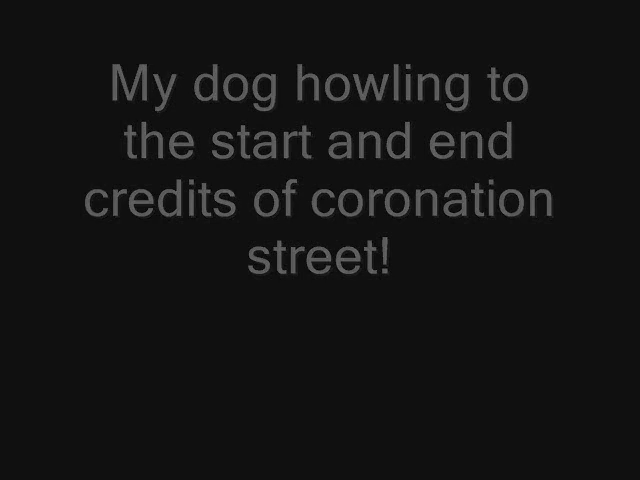 My dog howling to
the start and end
credits of coronation
street!